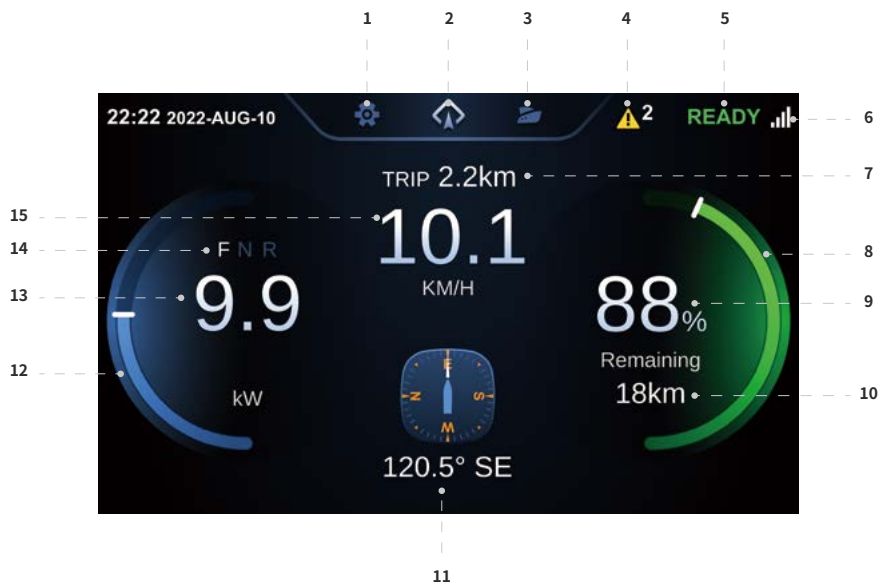 1 2 3 4 5
22:22 2022-AUG-10
2
READY
6
TRIP 2.2km
7
15
10.1
KM/H
14
F N R
8
13
9.9
88%
9
Remaining
12
kW
18km
10
E
N S
W
120.5° SE
11